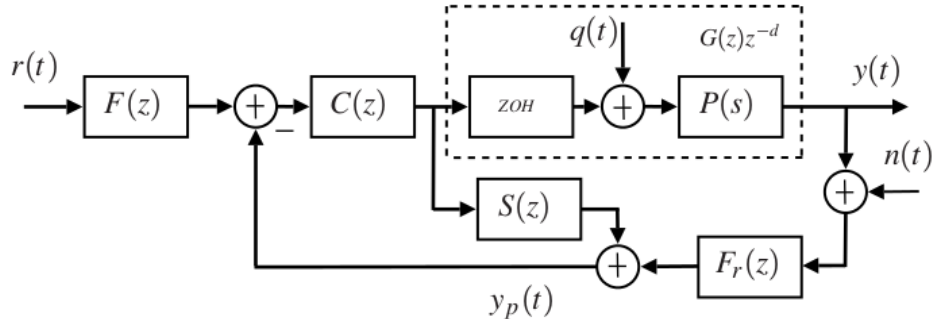 q(t)
G(z)z^{-d}
r(t)
F(z)
+
−
C(z)
ZOH
+
P(s)
y(t)
n(t)
+
S(z)
+
F_r(z)
y_p(t)